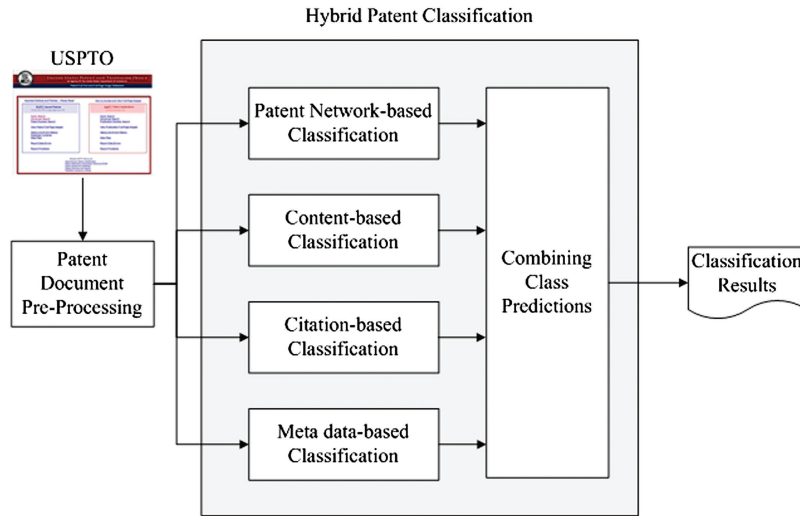 Hybrid Patent Classification
USPTO
Patent Network-based
Classification
Content-based
Classification
Patent
Document
Pre-Processing
Combining
Class
Predictions
Classification
Results
Citation-based
Classification
Meta data-based
Classification